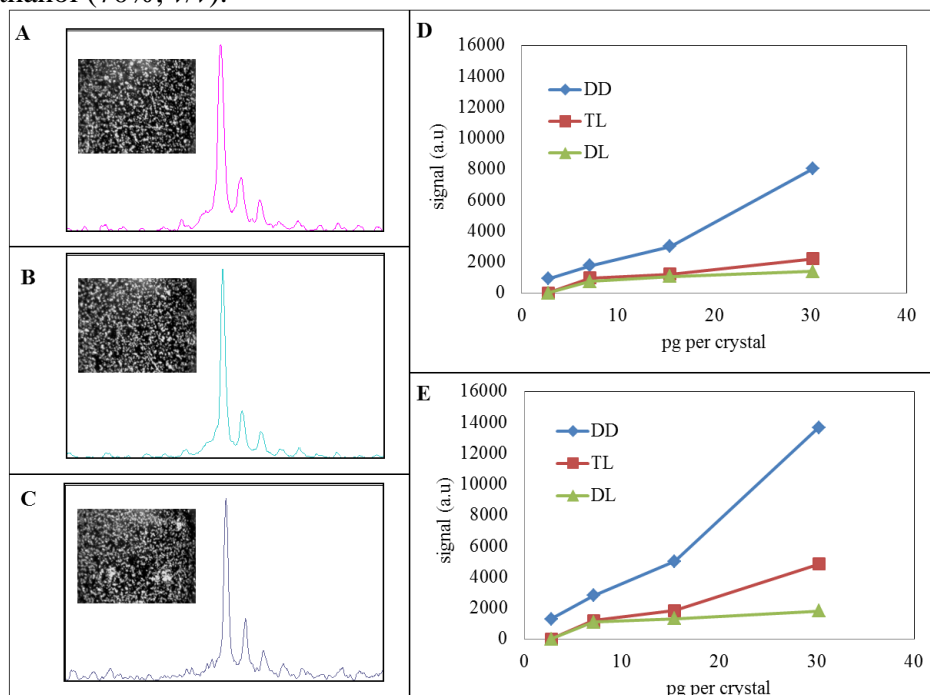 thanol v/v).
A
B
C
D
16000
14000
12000
10000
8000
6000
4000
2000
0
signal (a.u)
DD
TL
DL
0 10 20 30 40
pg per crystal
E
16000
14000
12000
10000
8000
6000
4000
2000
0
signal (a.u)
DD
TL
DL
0 10 20 30 40
pg per crystal